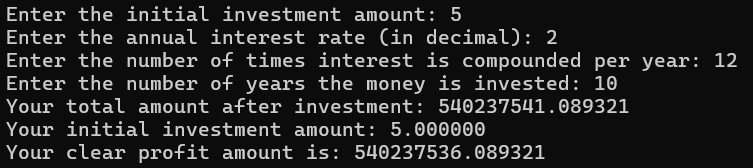 Enter the initial investment amount: 5
Enter the annual interest rate (in decimal): 2
Enter the number of times interest is compounded per year: 12
Enter the number of years the money is invested: 10
Your total amount after investment: 540237541.089321
Your initial investment amount: 5.000000
Your clear profit amount is: 540237536.089321